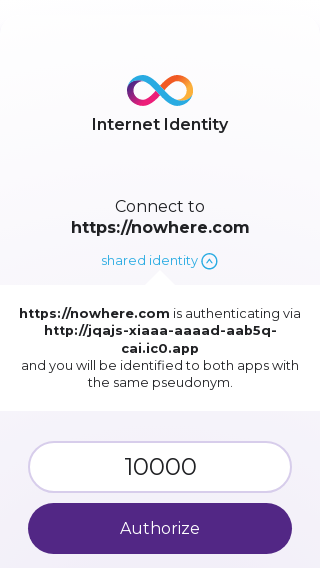 Internet Identity
Connect to
https://nowhere.com
shared identity
https://nowhere.com is authenticating via
http://jqajs-xiaaa-aaaad-aab5q-
cai.ic0.app
and you will be identified to both apps with
the same pseudonym.
10000
Authorize